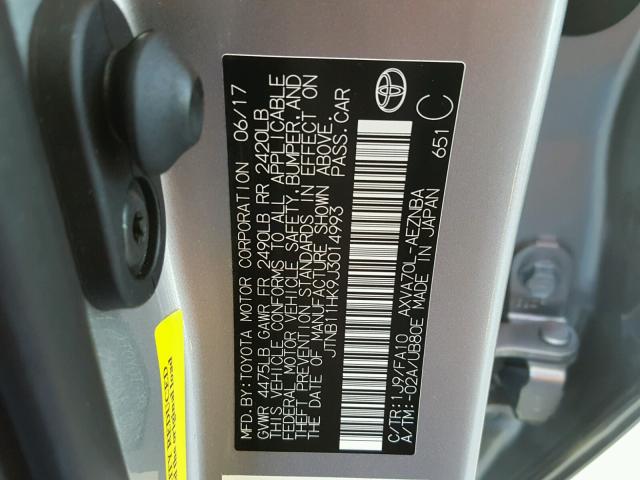 MFD.BY:TOYOTA MOTOR CORPORATION 06/17
GVWR 4475LB GAWR FR 2490LB RR 2420LB
THIS VEHICLE CONFORMS TO ALL APPLICABLE
FEDERAL MOTOR VEHICLE SAFETY, BUMPER, AND
THEFT PREVENTION STANDARDS IN EFFECT ON
THE DATE OF MANUFACTURE SHOWN ABOVE.
JTNB11HK9J3014993 PASS.CAR
C/TR:1J9/FA10 AXVA70L-AEZNBA
A/TM:-02A/UB80E MADE IN JAPAN 651 C
REDUCED